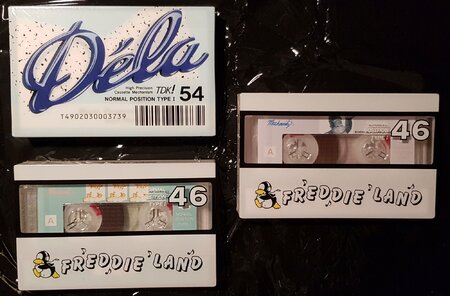 Déla
High Precision
Cassette Mechanism
TDK!
NORMAL POSITION TYPE I
54
T4902030003739
46
A
FREDDIE LAND
46
A
FREDDIE LAND